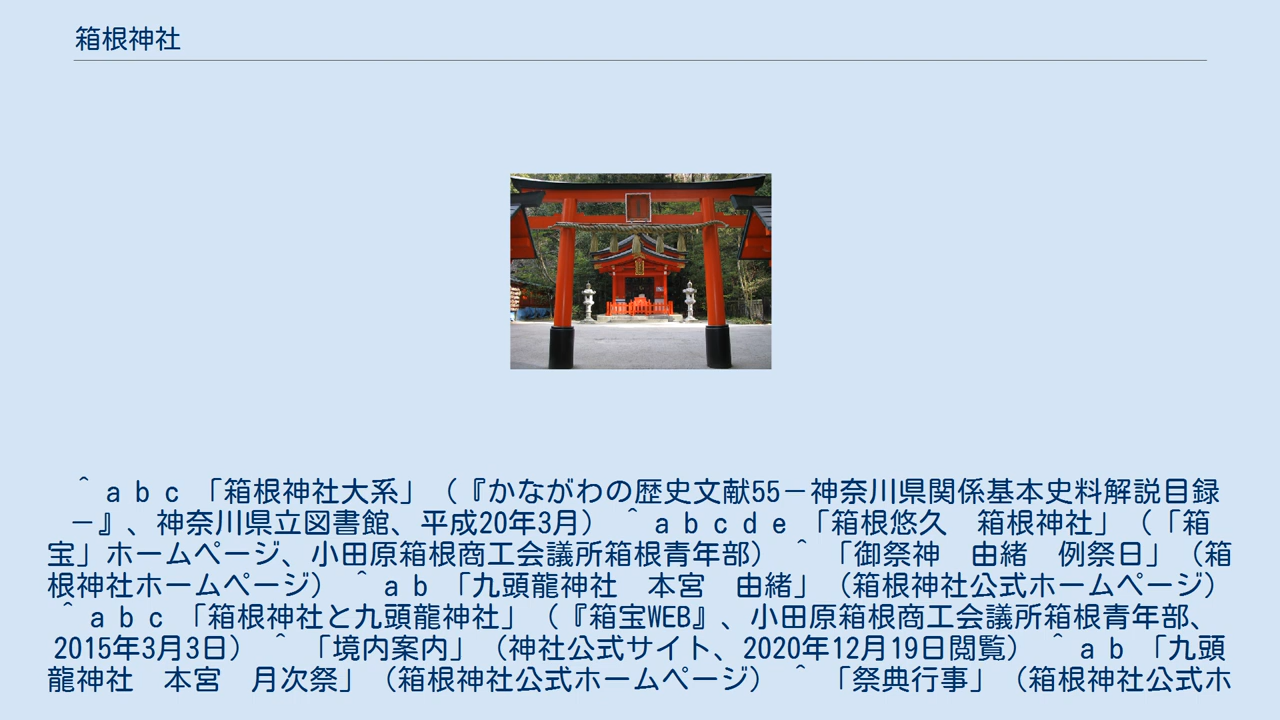 箱根神社
＾ a b c 「箱根神社大系」（『かながわの歴史文献55－神奈川県関係基本史料解説目録
－』、神奈川県立図書館、平成20年3月） ＾ a b c d e 「箱根悠久　箱根神社」（「箱
宝」ホームページ、小田原箱根商工会議所箱根青年部） ＾ 「御祭神　由緒　例祭日」（箱
根神社ホームページ） ＾ a b 「九頭龍神社　本宮　由緒」（箱根神社公式ホームページ）
＾ a b c 「箱根神社と九頭龍神社」（『箱宝WEB』、小田原箱根商工会議所箱根青年部、
2015年3月3日） ＾ 「境内案内」（神社公式サイト、2020年12月19日閲覧） ＾ a b 「九頭
龍神社　本宮　月次祭」（箱根神社公式ホームページ） ＾ 「祭典行事」（箱根神社公式ホ